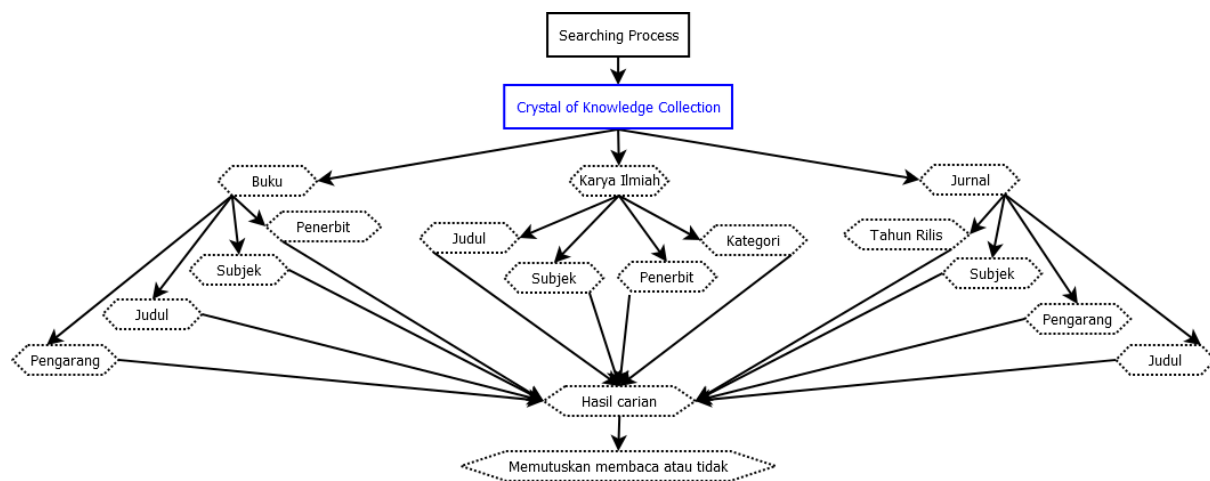 Searching Process
Crystal of Knowledge Collection
Buku
Karya Ilmiah
Jurnal
Penerbit
Judul
Kategori
Tahun Rilis
Subjek
Subjek
Penerbit
Subjek
Judul
Pengarang
Pengarang
Judul
Hasil carian
Memutuskan membaca atau tidak